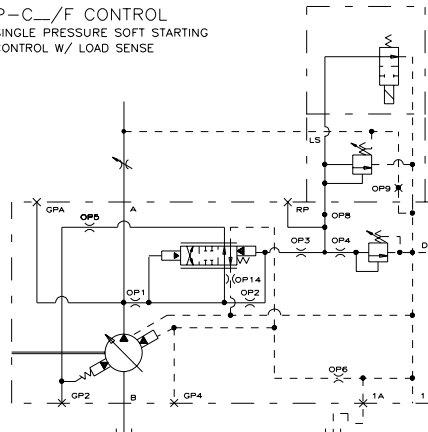 P-C__/F CONTROL
SINGLE PRESSURE SOFT STARTING
CONTROL W/ LOAD SENSE
LS
OP9
GPA
A
RP
OP8
OP5
OP3
OP4
D
OP14
OP1
OP2
OP6
GP2
B
GP4
1A
1